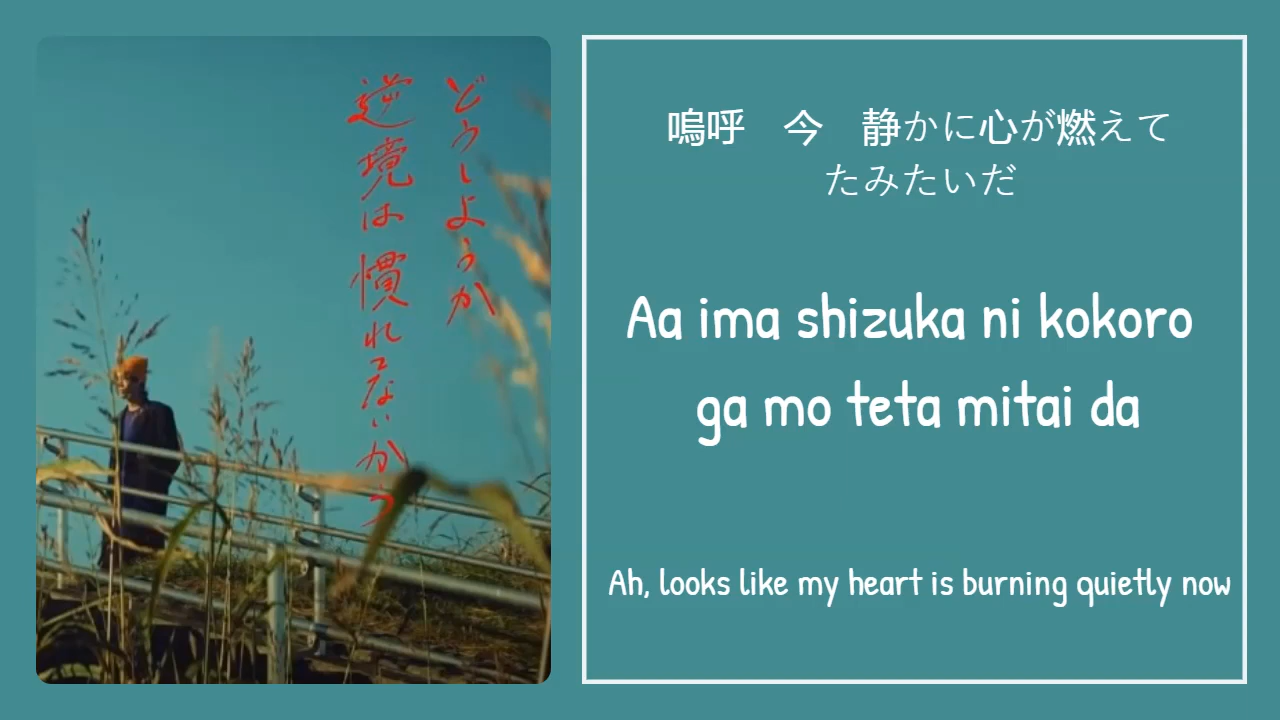 どうしようか
逆境は慣れてないかつ
嗚呼　今　静かに心が燃えて
たみたいだ
Aa ima shizuka ni kokoro
ga mo teta mitai da
Ah, looks like my heart is burning quietly now